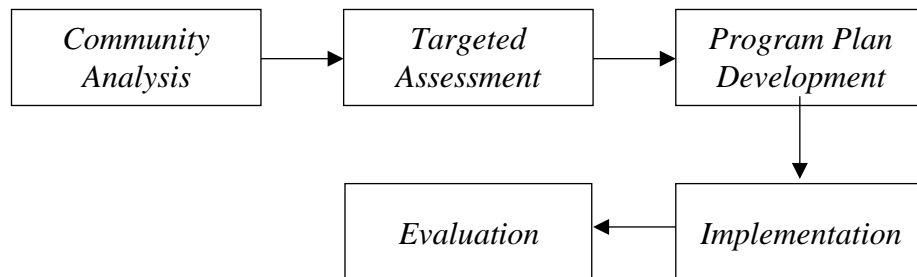 Community
Analysis
Targeted
Assessment
Program Plan
Development
Implementation
Evaluation